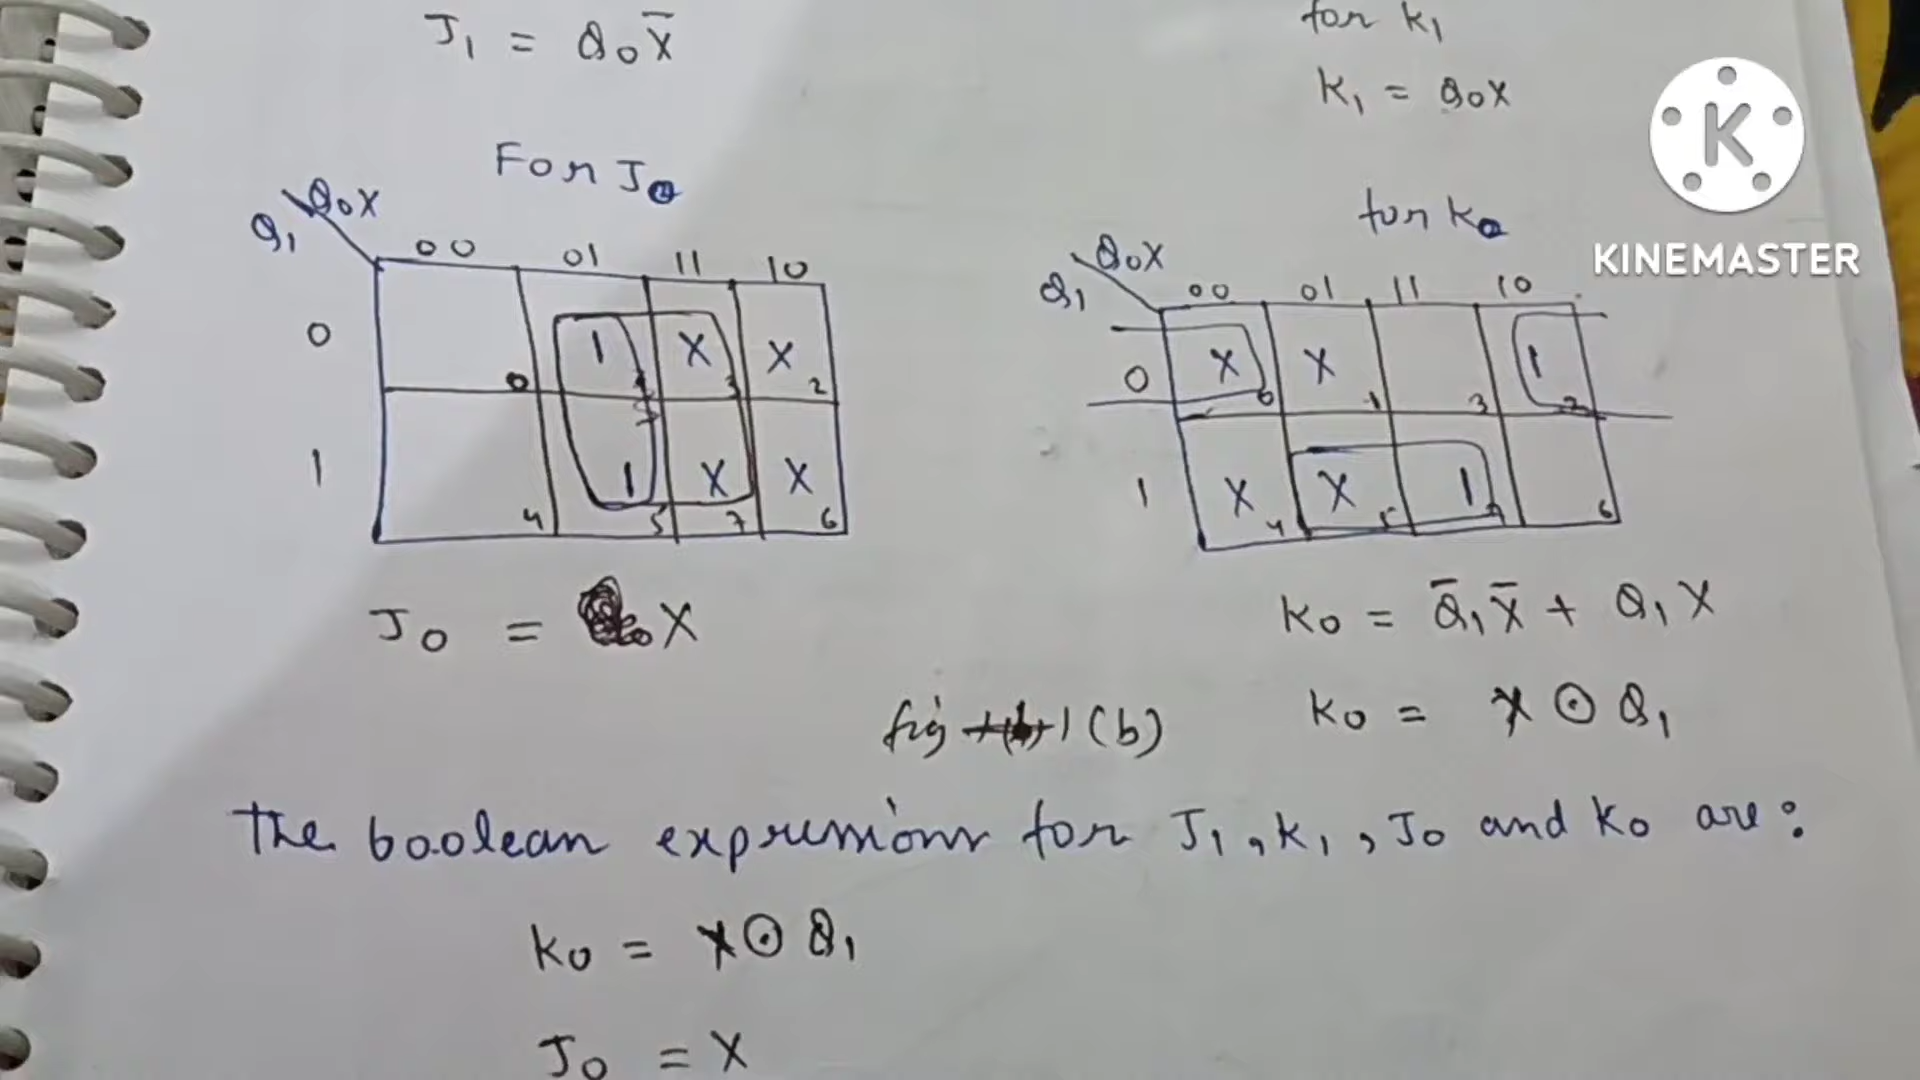 J₁ = Q₀X̅
for k₁
k₁ = Q₀X
For J₀
Q₀X
Q₁
00 01 11 10
0 1 X X
0 1 3 2
1 1 X X
4 5 7 6
J₀ = X
for k₀
Q₀X
Q₁
00 01 11 10
0 X X 1
0 1 3 2
1 X X 1
4 5 7 6
k₀ = Q̅₁X̅ + Q₁X
k₀ = X ⊙ Q₁
fig 1(b)
The boolean expressions for J₁, k₁, J₀ and k₀ are:
k₀ = X ⊙ Q₁
J₀ = X
KINEMASTER